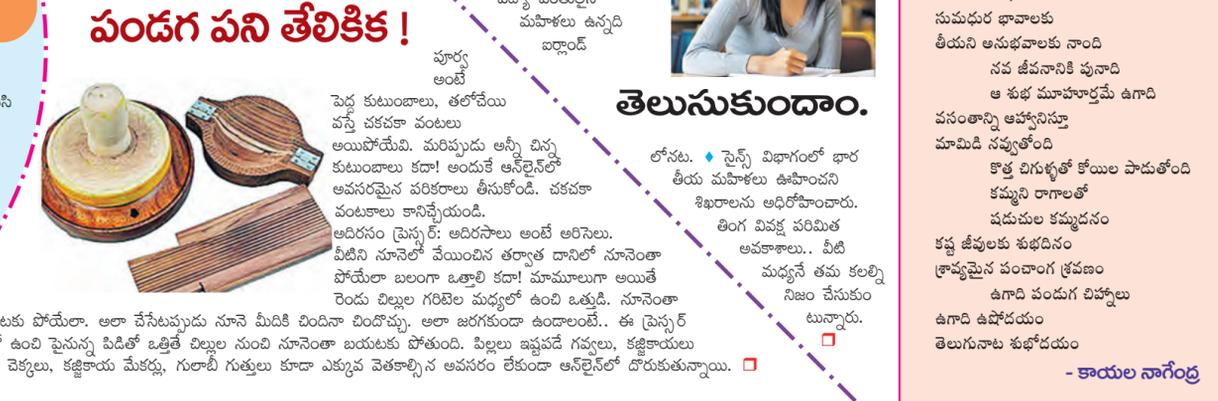 పండగ పని తేలికిక !
పూర్వ
అంటే
పెద్ద కుటుంబాలు, తలోచేయి
వస్తే చకచకా వంటలు
అయిపోయేవి. మరిప్పుడు అన్నీ చిన్న
కుటుంబాలు కదా! అందుకే ఆన్‌లైన్‌లో
అవసరమైన పరికరాలు తీసుకోండి. చకచకా
వంటకాలు కానిచ్చేయండి.
అదిరసం ప్రెస్సర్: అదిరసాలు అంటే అరిసెలు.
వీటిని నూనెలో వేయించిన తర్వాత దానిలో నూనెంతా
పోయేలా బలంగా ఒత్తాలి కదా! మామూలుగా అయితే
రెండు చిల్లుల గరిటెల మధ్యలో ఉంచి ఒత్తుడి. నూనెంతా
టకు పోయేలా. అలా చేసేటప్పుడు నూనె మీదికి చిందినా చిందొచ్చు. అలా జరగకుండా ఉండాలంటే.. ఈ ప్రెస్సర్
ఉంచి పైనున్న పిడితో ఒత్తితే చిల్లుల నుంచి నూనెంతా బయటకు పోతుంది. పిల్లలు ఇష్టపడే గవ్వలు, కజ్జికాయలు
చెక్కలు, కజ్జికాయ మేకర్లు, గులాబీ గుత్తులు కూడా ఎక్కువ వెతకాల్సిన అవసరం లేకుండా ఆన్‌లైన్‌లో దొరుకుతున్నాయి.
మహిళలు ఉన్నది
ఐర్లాండ్
తెలుసుకుందాం.
లోనట. ♦ సైన్స్ విభాగంలో భార
తీయ మహిళలు ఊహించని
శిఖరాలను అధిరోహించారు.
తింగ వివక్ష పరిమిత
అవకాశాలు.. వీటి
మధ్యనే తమ కలల్ని
నిజం చేసుకుం
టున్నారు.
సుమధుర భావాలకు
తీయని అనుభవాలకు నాంది
నవ జీవనానికి పునాది
ఆ శుభ మూహూర్తమే ఉగాది
వసంతాన్ని ఆహ్వానిస్తూ
మామిడి నవ్వుతోంది
కొత్త చిగుళ్ళతో కోయిల పాడుతోంది
కమ్మని రాగాలతో
షడుచుల కమ్మదనం
కష్ట జీవులకు శుభదినం
శ్రావ్యమైన పంచాంగ శ్రవణం
ఉగాది పండుగ చిహ్నాలు
ఉగాది ఉషోదయం
తెలుగునాట శుభోదయం
- కాయల నాగేంద్ర